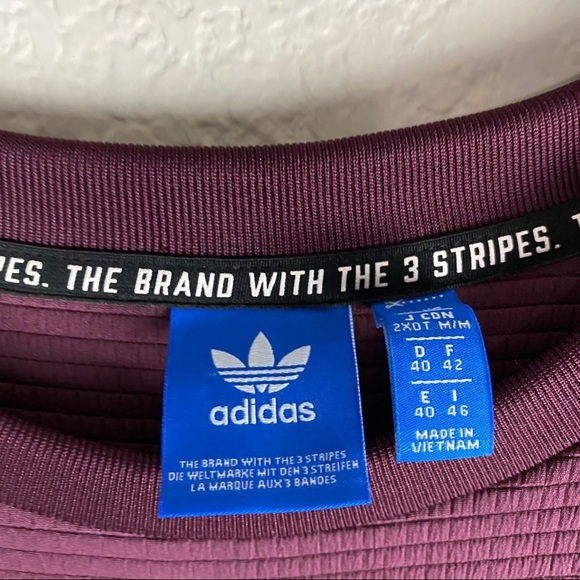 PES. THE BRAND WITH THE 3 STRIPES. T
adidas
THE BRAND WITH THE 3 STRIPES
DIE WELTMARKE MIT DEN 3 STREIFEN
LA MARQUE AUX 3 BANDES
J CDN
2XOT M/M
D F
40 42
E I
40 46
MADE IN
VIETNAM